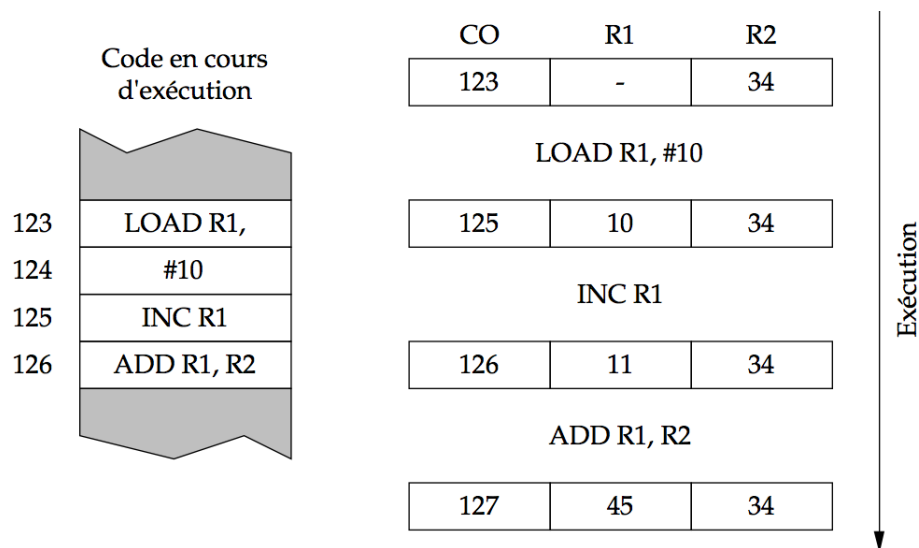 Code en cours
d'exécution
123 LOAD R1,
124 #10
125 INC R1
126 ADD R1, R2
CO R1 R2
123 - 34
LOAD R1, #10
125 10 34
INC R1
126 11 34
ADD R1, R2
127 45 34
Exécution